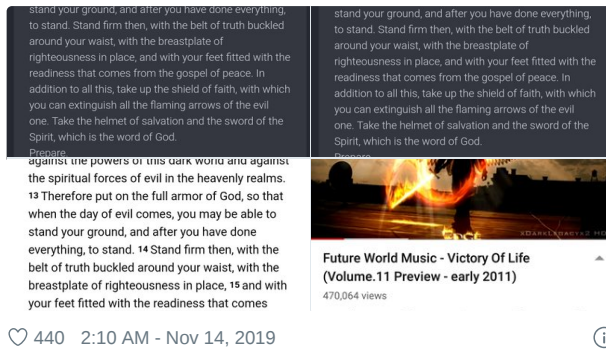 stand your ground, and after you have done everything,
to Stand firm then, with the belt of truth buckled
around your waist, with the breastplate of
righteousness in place, and with your feet fitted with the
readiness that comes from the gospel of peace. In
addition to all this, take up the shield of faith, with which
you can extinguish all the flaming arrows of the evil
one. Take the helmet of salvation and the sword of the
Spirit, which is the word of God.
Prepare
stand your ground, and after you have done everything,
to Stand firm then, with the belt of truth buckled
around your waist, with the breastplate of
righteousness in place, and with your feet fitted with the
readiness that comes from the gospel of peace. In
addition to all this, take up the shield of faith, with which
you can extinguish all the flaming arrows of the evil
one. Take the helmet of salvation and the sword of the
Spirit, which is the word of God.
Prepare
against the powers of this dark world and against
the spiritual forces of evil in the heavenly realms.
13 Therefore put on the full armor of God, so that
when the day of evil comes, you may be able to
stand your ground, and after you have done
everything, to stand. 14 Stand firm then, with the
belt of truth buckled around your waist, with the
breastplate of righteousness in place, 15 and with
your feet fitted with the readiness that comes
xDarkLegacyx2
Future World Music - Victory Of Life
(Volume.11 Preview - early 2011)
470,064 views
440 2:10 AM - Nov 14, 2019